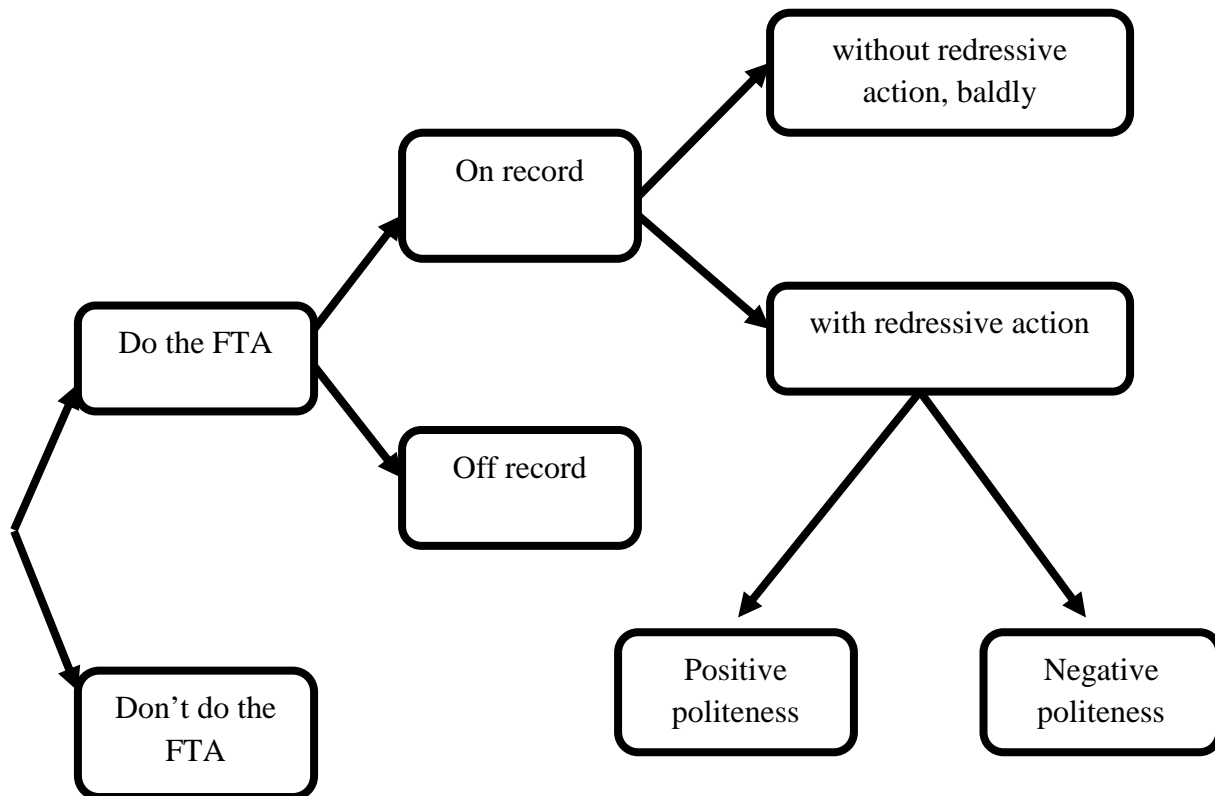 without redressive
action, baldly
On record
with redressive action
Do the FTA
Off record
Positive
politeness
Negative
politeness
Don’t do the
FTA